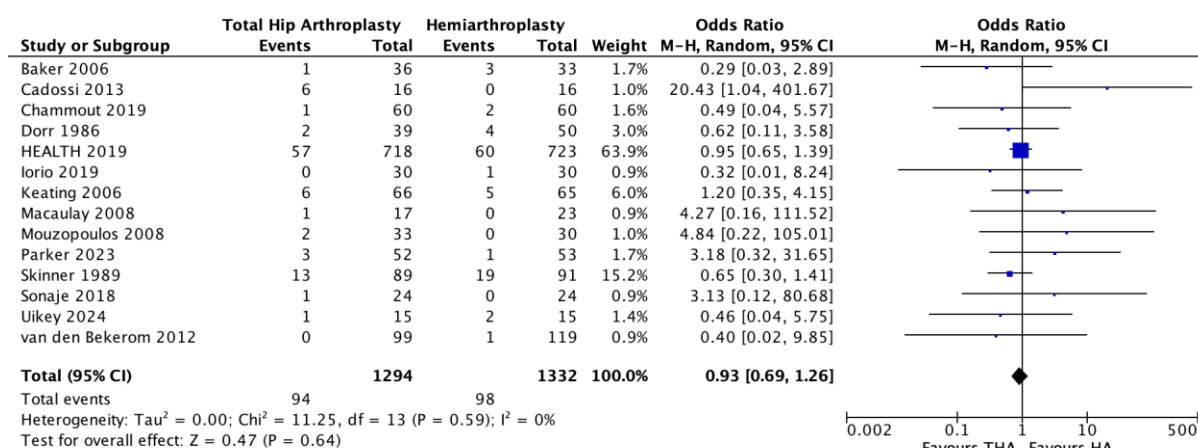 Total Hip Arthroplasty Hemiarthroplasty Odds Ratio Odds Ratio
Study or Subgroup Events Total Events Total Weight M-H, Random, 95% CI M-H, Random, 95% CI
Baker 2006 1 36 3 33 1.7% 0.29 [0.03, 2.89]
Cadossi 2013 6 16 0 16 1.0% 20.43 [1.04, 401.67]
Chammout 2019 1 60 2 60 1.6% 0.49 [0.04, 5.57]
Dorr 1986 2 39 4 50 3.0% 0.62 [0.11, 3.58]
HEALTH 2019 57 718 60 723 63.9% 0.95 [0.65, 1.39]
Iorio 2019 0 30 1 30 0.9% 0.32 [0.01, 8.24]
Keating 2006 6 66 5 65 6.0% 1.20 [0.35, 4.15]
Macaulay 2008 1 17 0 23 0.9% 4.27 [0.16, 111.52]
Mouzopoulos 2008 2 33 0 30 1.0% 4.84 [0.22, 105.01]
Parker 2023 3 52 1 53 1.7% 3.18 [0.32, 31.65]
Skinner 1989 13 89 19 91 15.2% 0.65 [0.30, 1.41]
Sonaje 2018 1 24 0 24 0.9% 3.13 [0.12, 80.68]
Uikey 2024 1 15 2 15 1.4% 0.46 [0.04, 5.75]
van den Bekerom 2012 0 99 1 119 0.9% 0.40 [0.02, 9.85]
Total (95% CI) 1294 1332 100.0% 0.93 [0.69, 1.26]
Total events 94 98
Heterogeneity: Tau² = 0.00; Chi² = 11.25, df = 13 (P = 0.59); I² = 0%
Test for overall effect: Z = 0.47 (P = 0.64)
0.002 0.1 1 10 500
Favours THA Favours HA